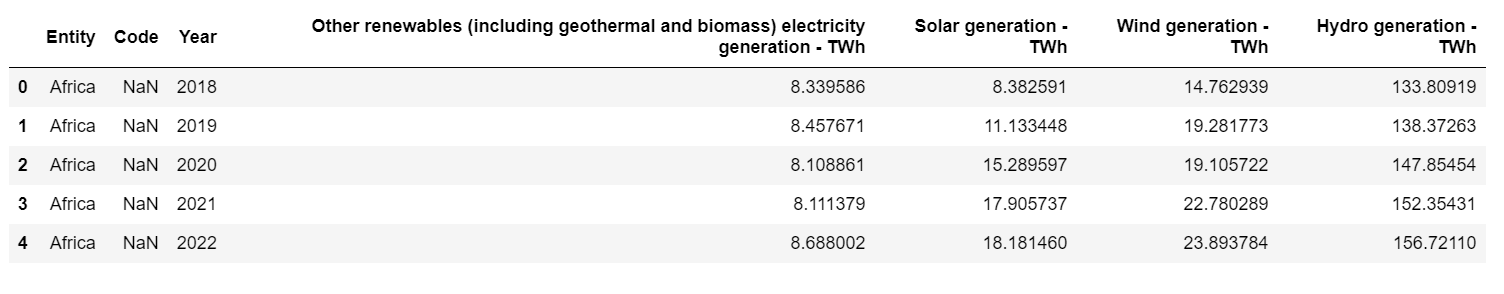 Entity Code Year Other renewables (including geothermal and biomass) electricity generation - TWh Solar generation - TWh Wind generation - TWh Hydro generation - TWh
0 Africa NaN 2018 8.339586 8.382591 14.762939 133.80919
1 Africa NaN 2019 8.457671 11.133448 19.281773 138.37263
2 Africa NaN 2020 8.108861 15.289597 19.105722 147.85454
3 Africa NaN 2021 8.111379 17.905737 22.780289 152.35431
4 Africa NaN 2022 8.688002 18.181460 23.893784 156.72110